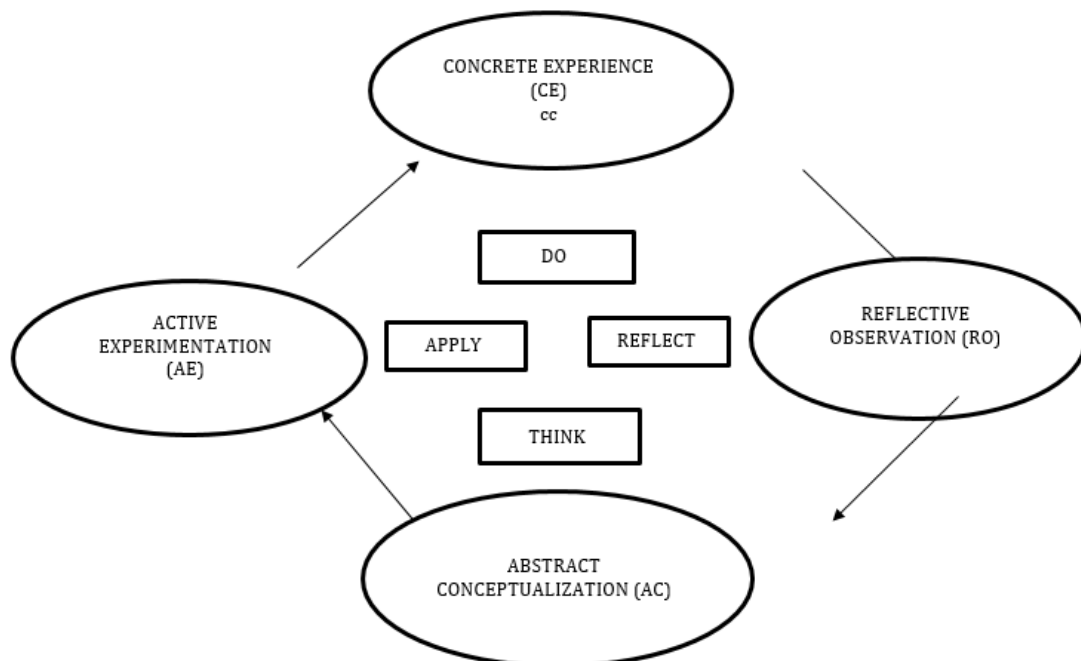 CONCRETE EXPERIENCE
(CE)
cc
DO
ACTIVE
EXPERIMENTATION
(AE)
APPLY
REFLECT
REFLECTIVE
OBSERVATION (RO)
THINK
ABSTRACT
CONCEPTUALIZATION (AC)